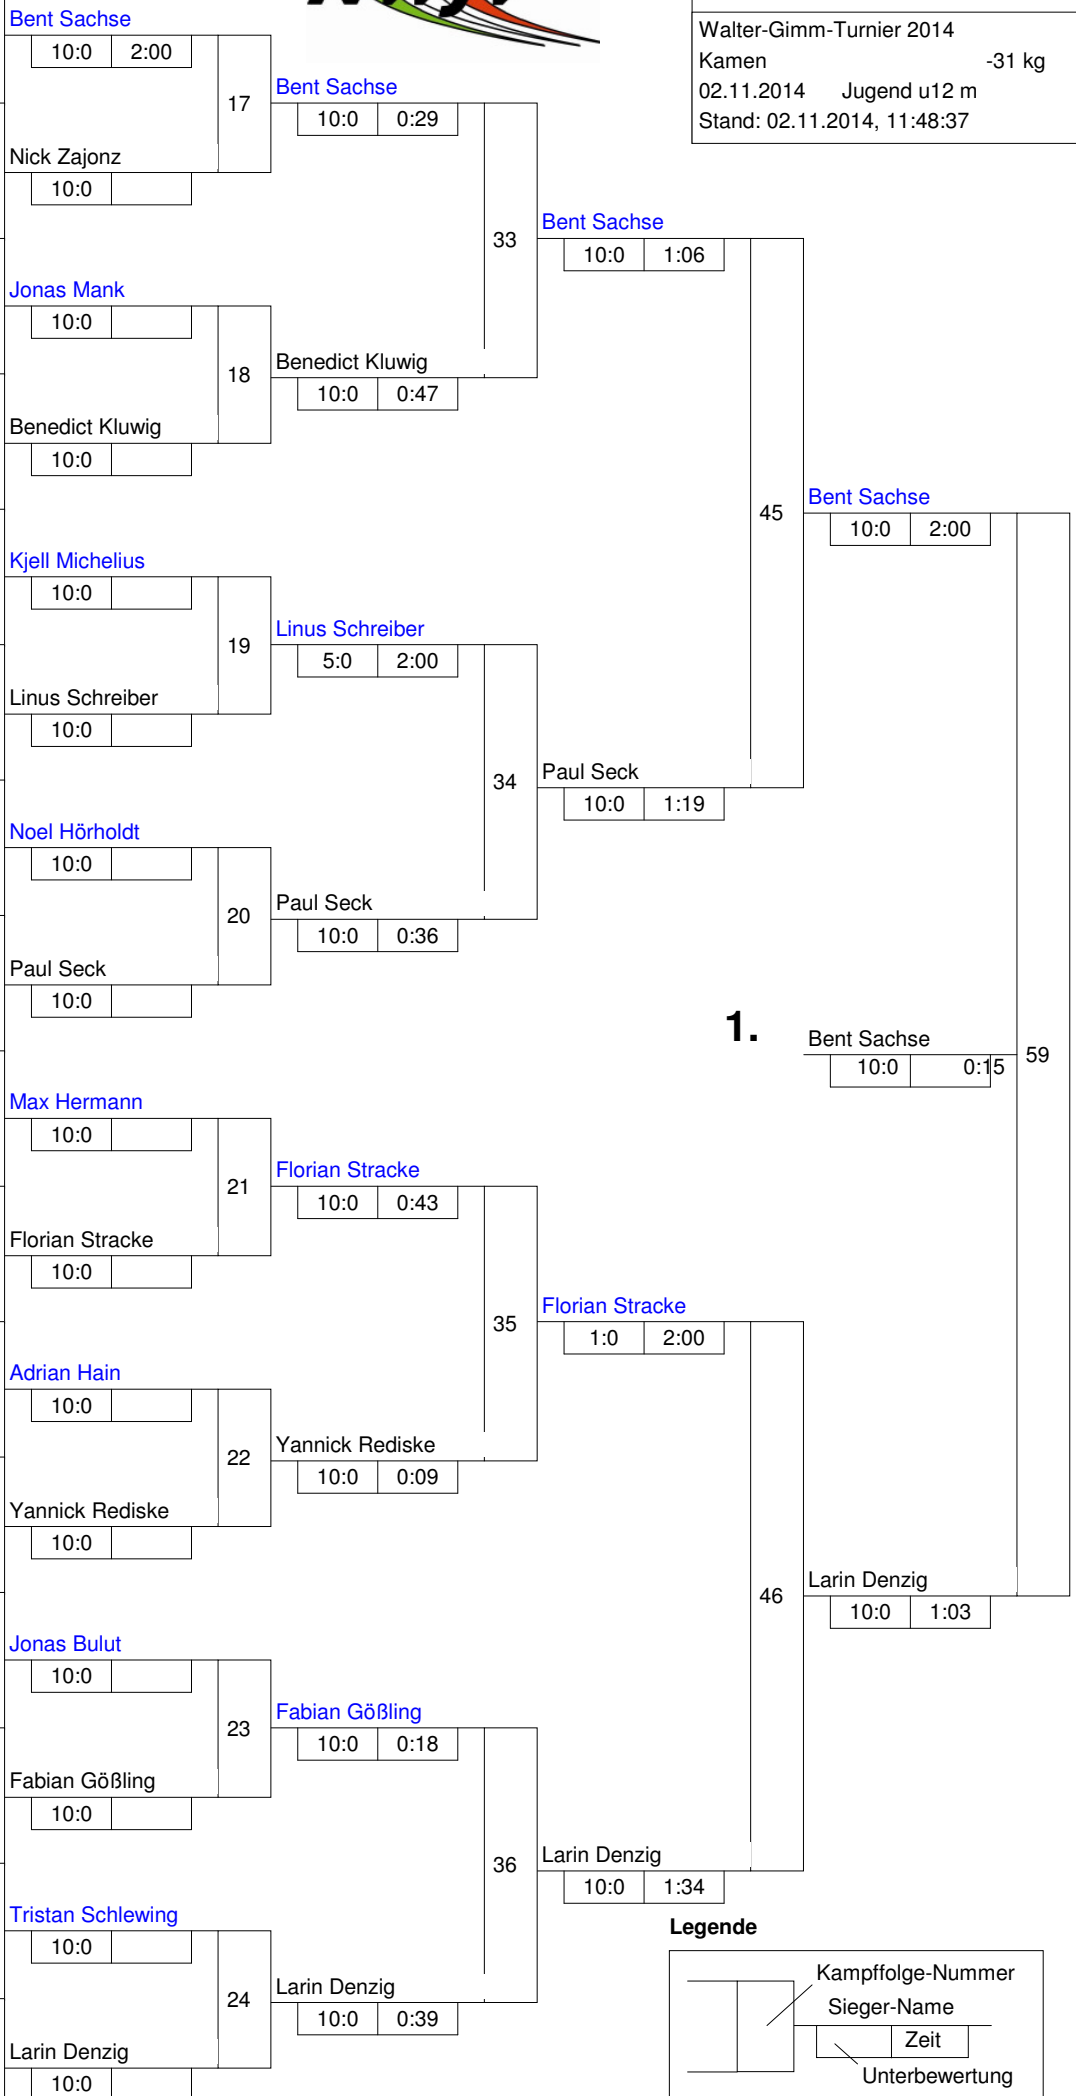 Walter-Gimm-Turnier 2014
Kamen -31 kg
02.11.2014 Jugend u12 m
Stand: 02.11.2014, 11:48:37
Bent Sachse
10:0 2:00
17
Nick Zajonz
10:0
Jonas Mank
10:0
18
Benedict Kluwig
10:0
Kjell Michelius
10:0
19
Linus Schreiber
10:0
Noel Hörholdt
10:0
20
Paul Seck
10:0
Max Hermann
10:0
21
Florian Stracke
10:0
Adrian Hain
10:0
22
Yannick Rediske
10:0
Jonas Bulut
10:0
23
Fabian Gößling
10:0
Tristan Schlewing
10:0
24
Larin Denzig
10:0
Bent Sachse
10:0 0:29
33
Benedict Kluwig
10:0 0:47
Linus Schreiber
5:0 2:00
34
Paul Seck
10:0 0:36
Florian Stracke
10:0 0:43
35
Yannick Rediske
10:0 0:09
Fabian Gößling
10:0 0:18
36
Larin Denzig
10:0 0:39
Bent Sachse
10:0 1:06
45
Paul Seck
10:0 1:19
Florian Stracke
1:0 2:00
46
Larin Denzig
10:0 1:34
Bent Sachse
10:0 2:00
1.
Bent Sachse
10:0 0:15
59
Larin Denzig
10:0 1:03
Legende
Kampffolge-Nummer
Sieger-Name
Zeit
Unterbewertung